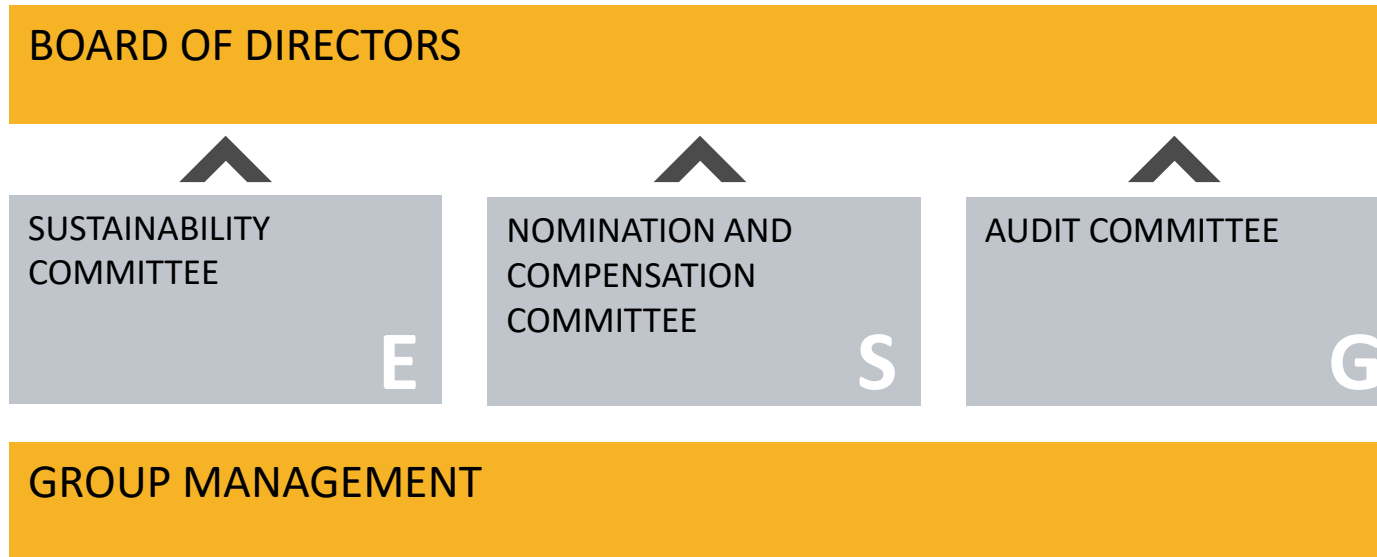 BOARD OF DIRECTORS
SUSTAINABILITY
COMMITTEE
E
NOMINATION AND
COMPENSATION
COMMITTEE
S
AUDIT COMMITTEE
G
GROUP MANAGEMENT